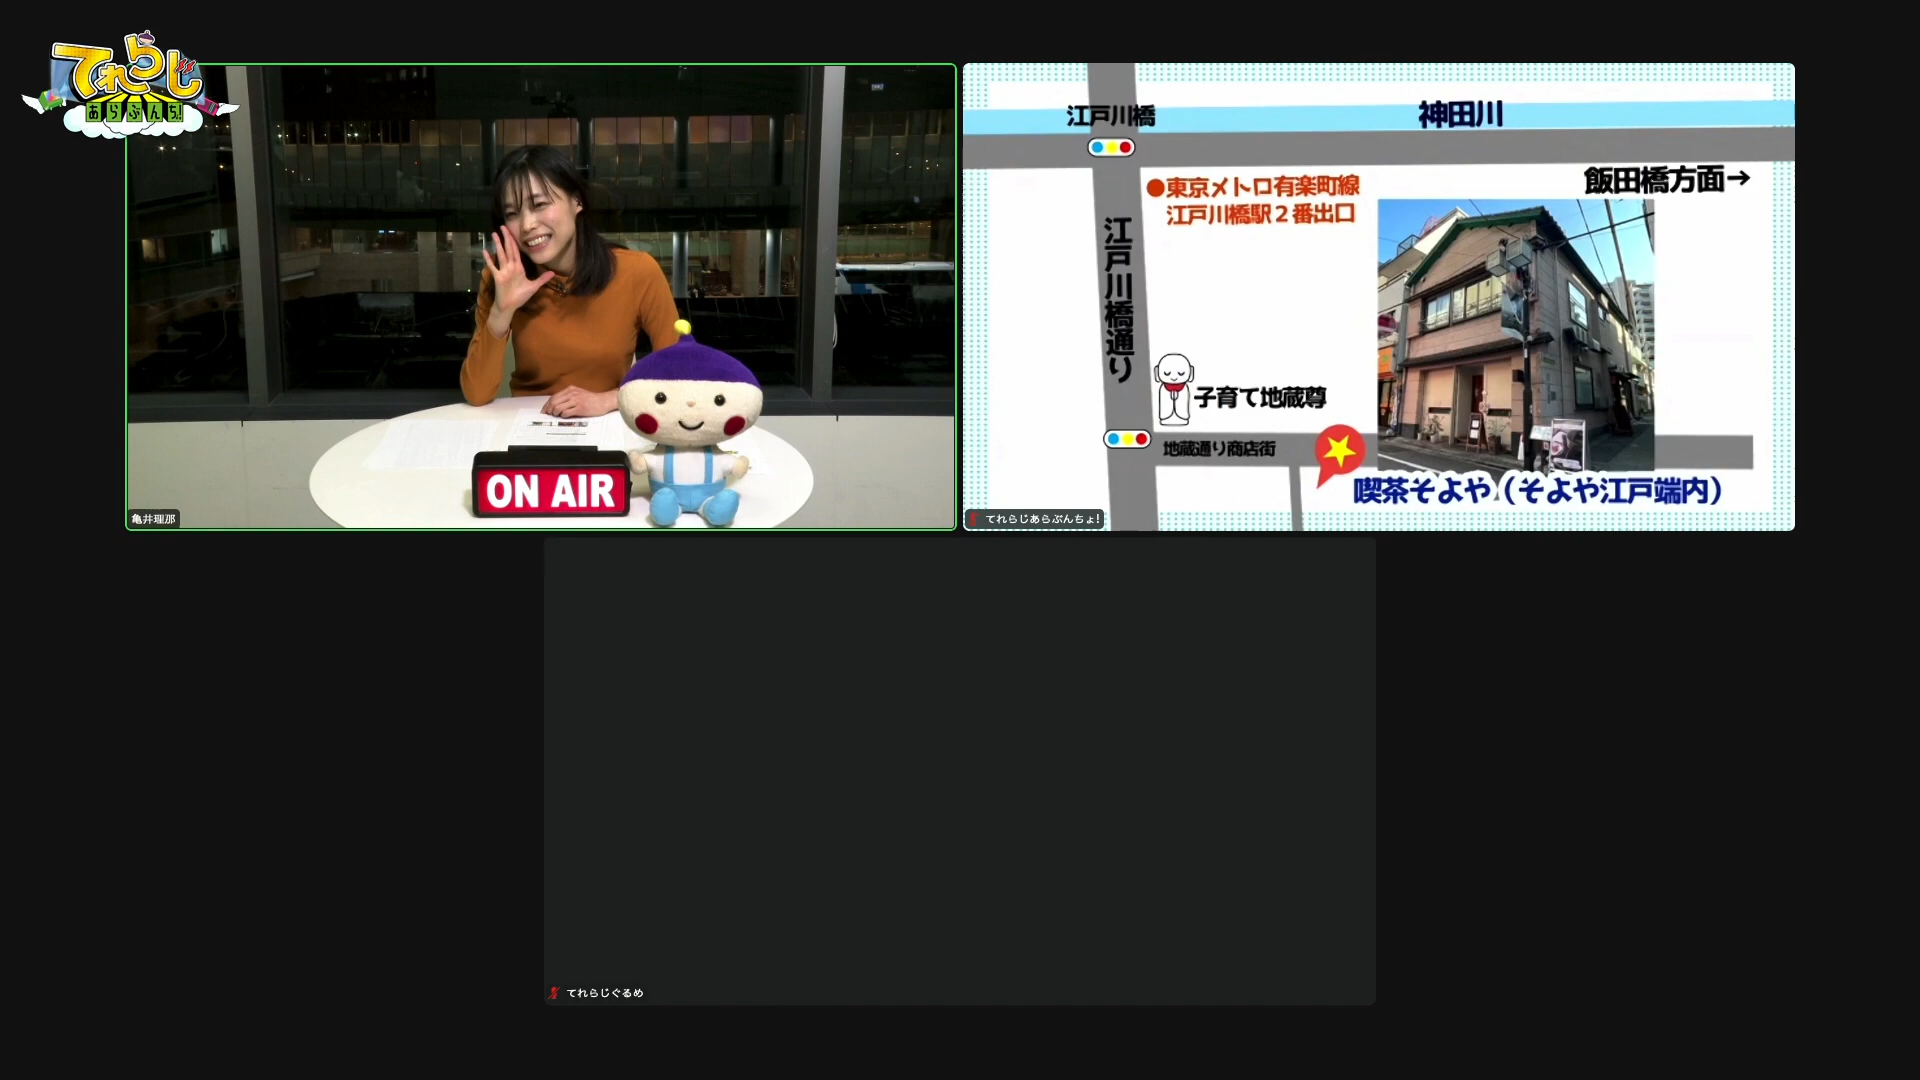 てれらじ
あらぶんちょ!
江戸川橋
神田川
飯田橋方面→
●東京メトロ有楽町線
江戸川橋駅2番出口
江戸川橋通り
子育て地蔵尊
地蔵通り商店街
喫茶そよや(そよや江戸端内)
ON AIR
亀井理那
てれらじあらぶんちょ!
てれらじぐるめ